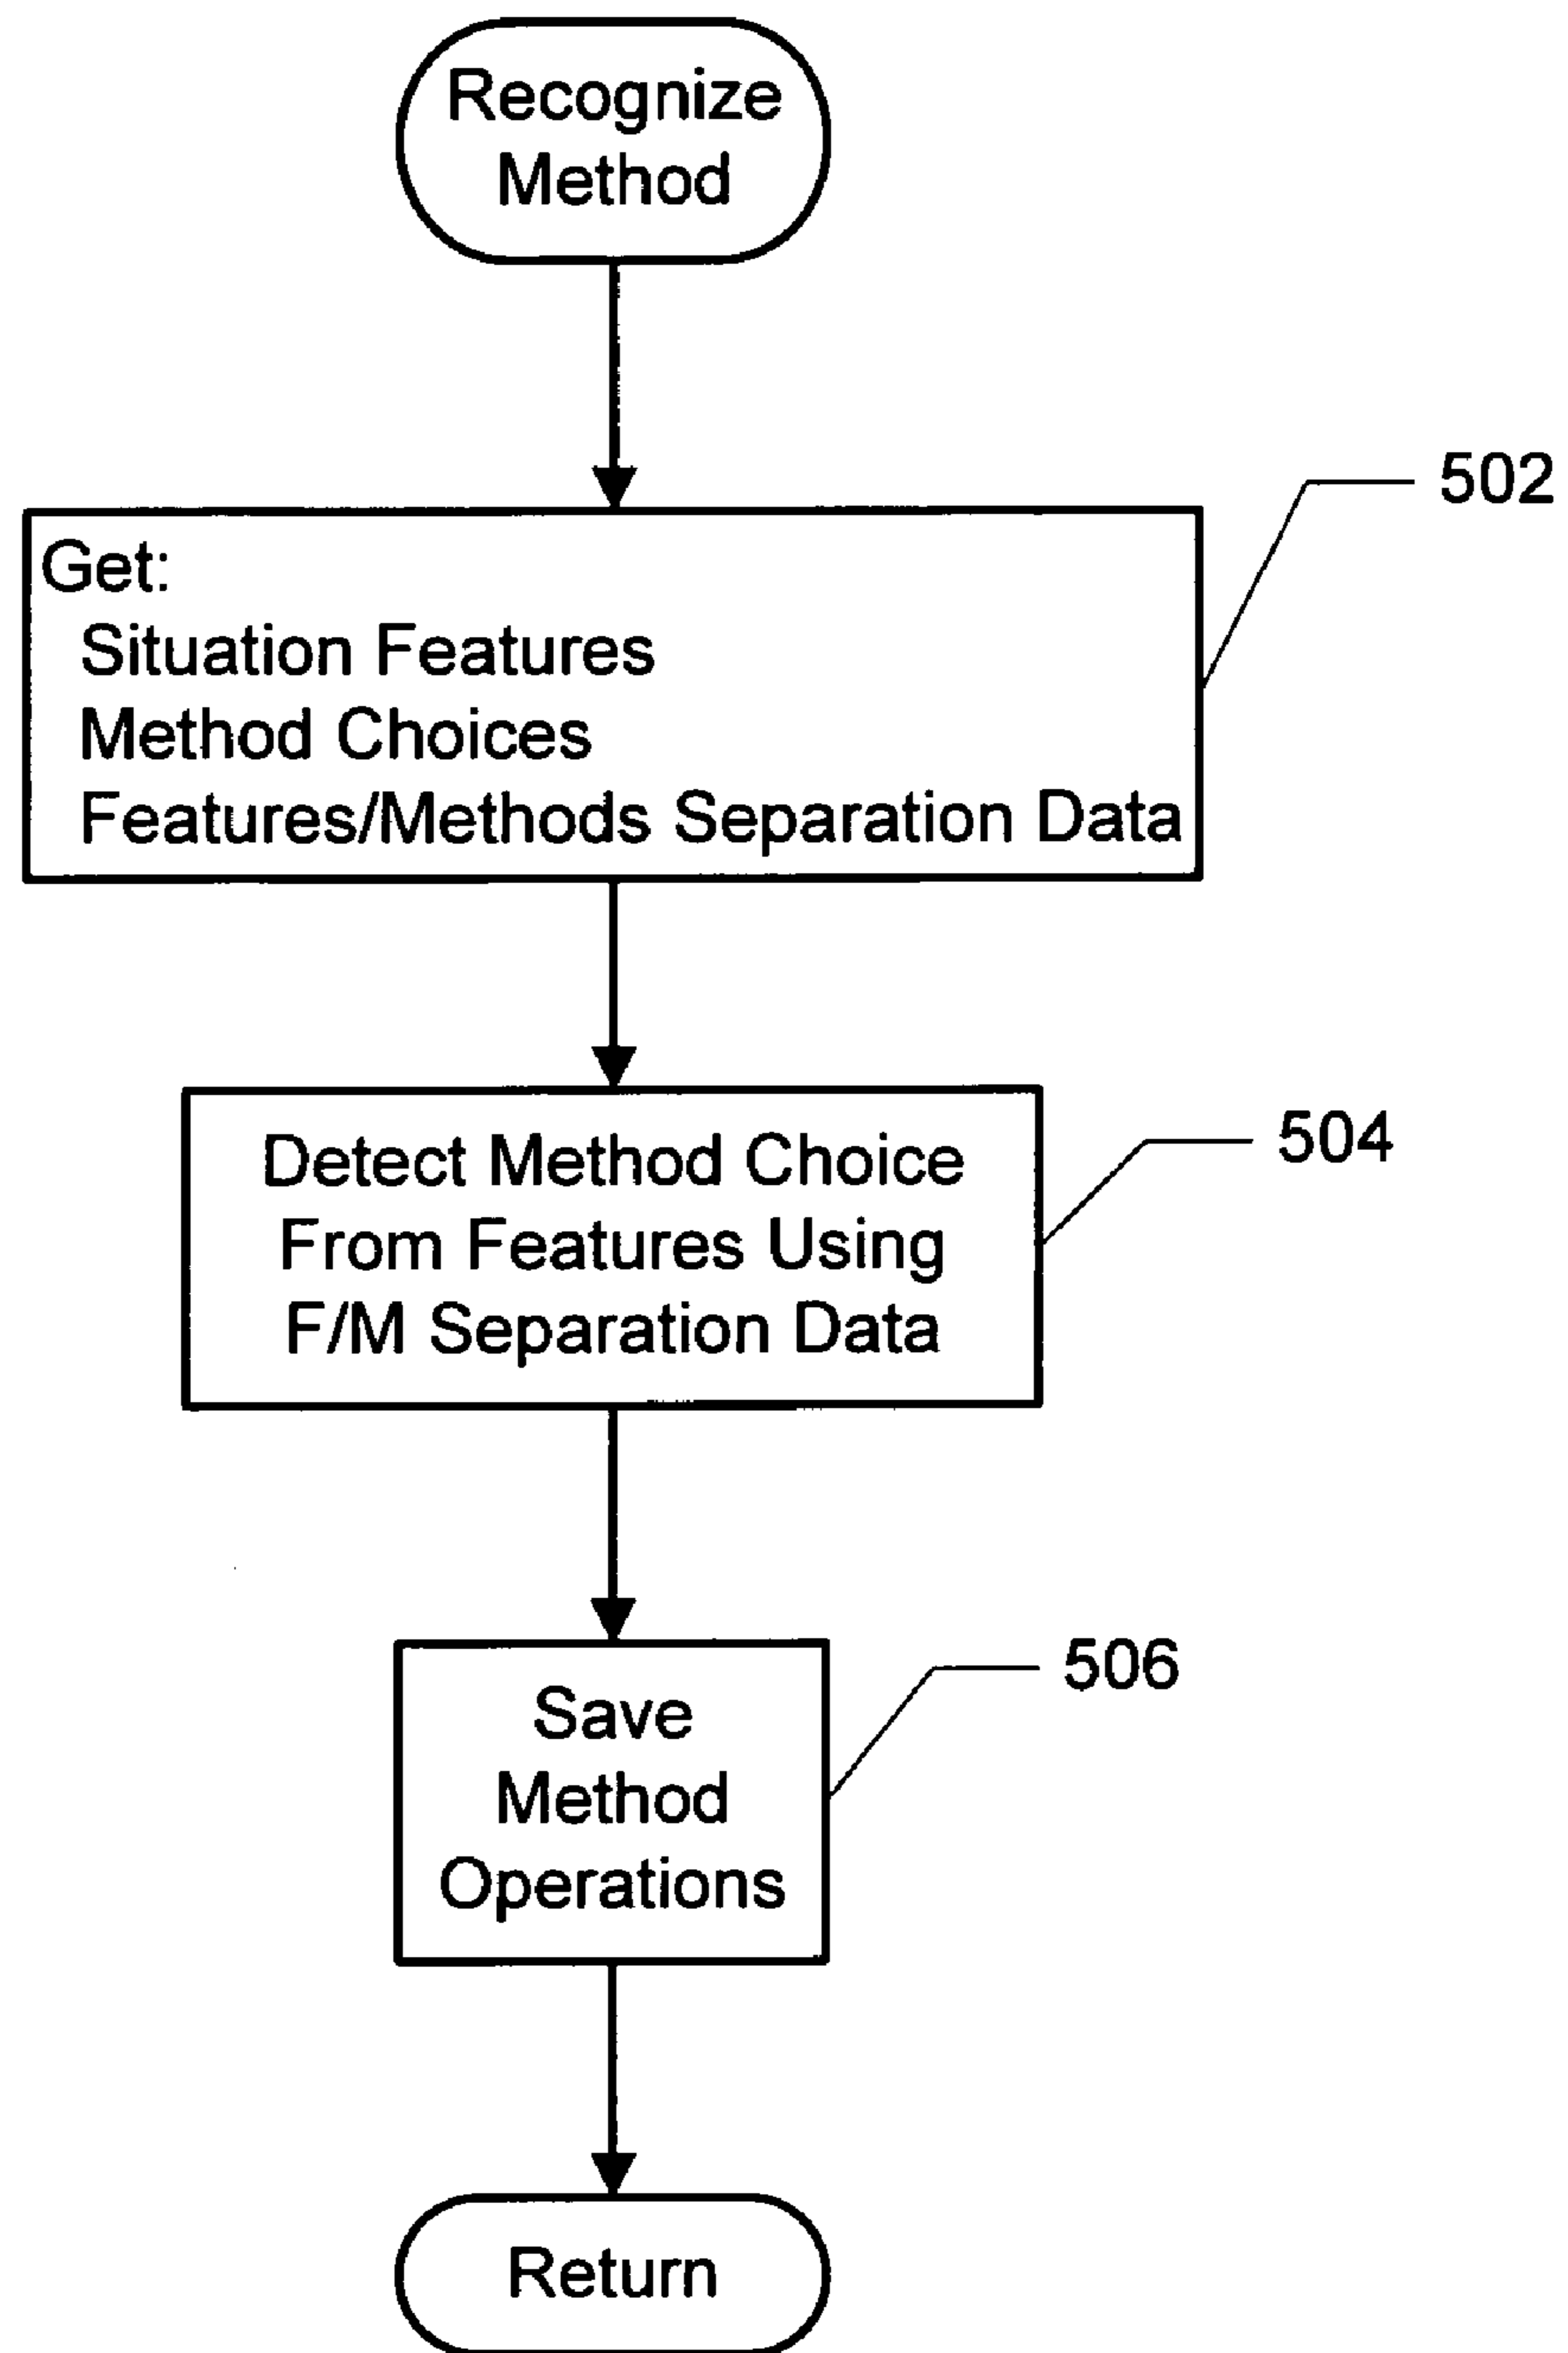 Recognize
Method
502
Get:
Situation Features
Method Choices
Features/Methods Separation Data
504
Detect Method Choice
From Features Using
F/M Separation Data
506
Save
Method
Operations
Return